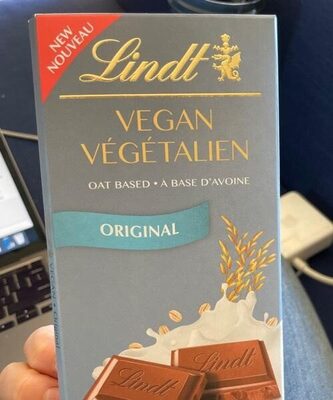 NEW
NOUVEAU
Lindt
VEGAN
VÉGÉTALIEN
OAT BASED • À BASE D'AVOINE
ORIGINAL
Lindt
Lindt